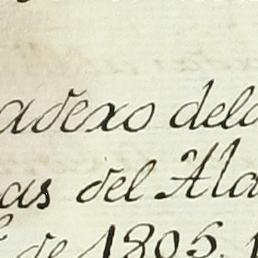 adexo dela
as del Ala
de 1805.